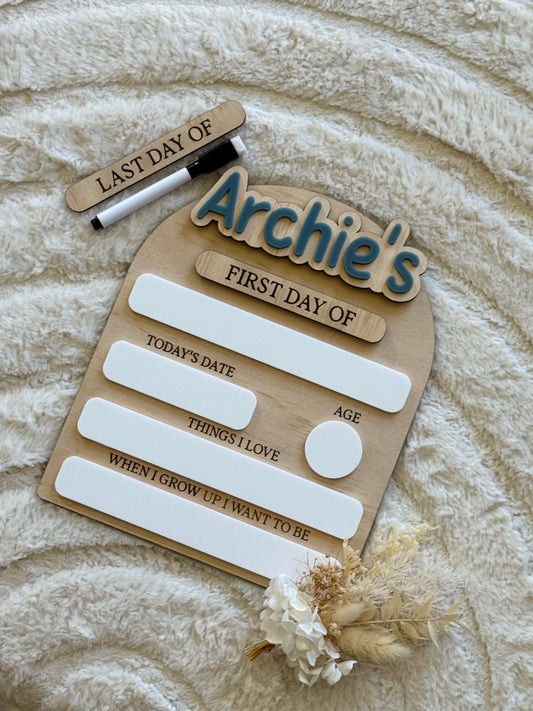 LAST DAY OF
Archie's
FIRST DAY OF
TODAY'S DATE
AGE
THINGS I LOVE
WHEN I GROW UP I WANT TO BE